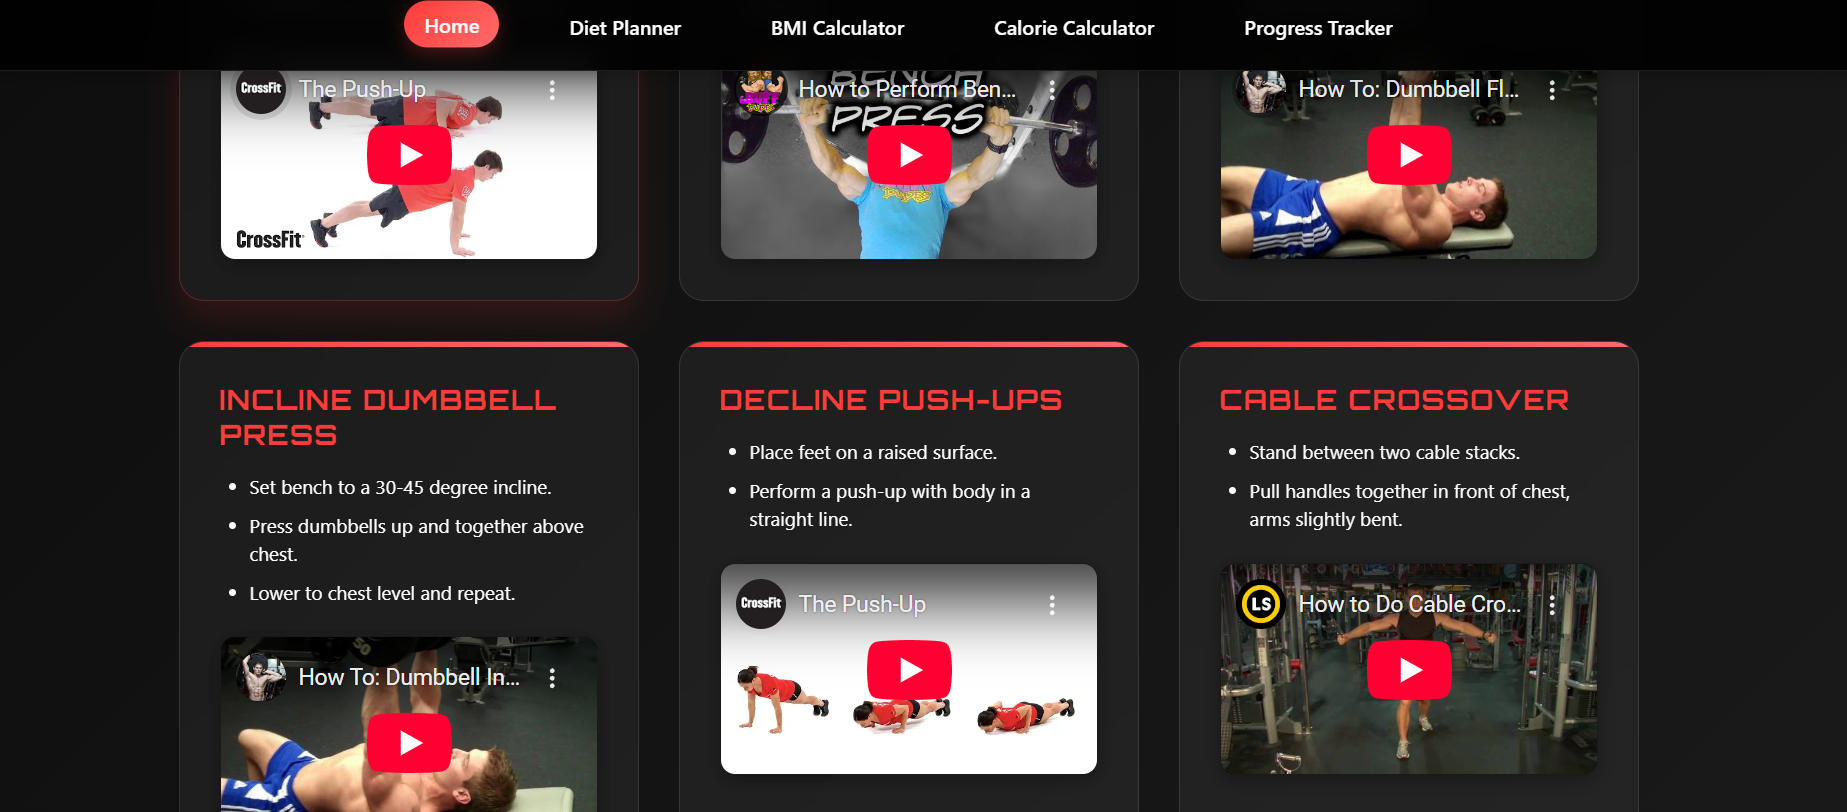 Home
Diet Planner
BMI Calculator
Calorie Calculator
Progress Tracker
CrossFit
The Push-Up
CrossFit
How to Perform Ben...
BENCH
PRESS
How To: Dumbbell Fl...
INCLINE DUMBBELL
PRESS
Set bench to a 30-45 degree incline.
Press dumbbells up and together above
chest.
Lower to chest level and repeat.
50
How To: Dumbbell In...
DECLINE PUSH-UPS
Place feet on a raised surface.
Perform a push-up with body in a
straight line.
CrossFit
The Push-Up
CABLE CROSSOVER
Stand between two cable stacks.
Pull handles together in front of chest,
arms slightly bent.
LS
How to Do Cable Cro...